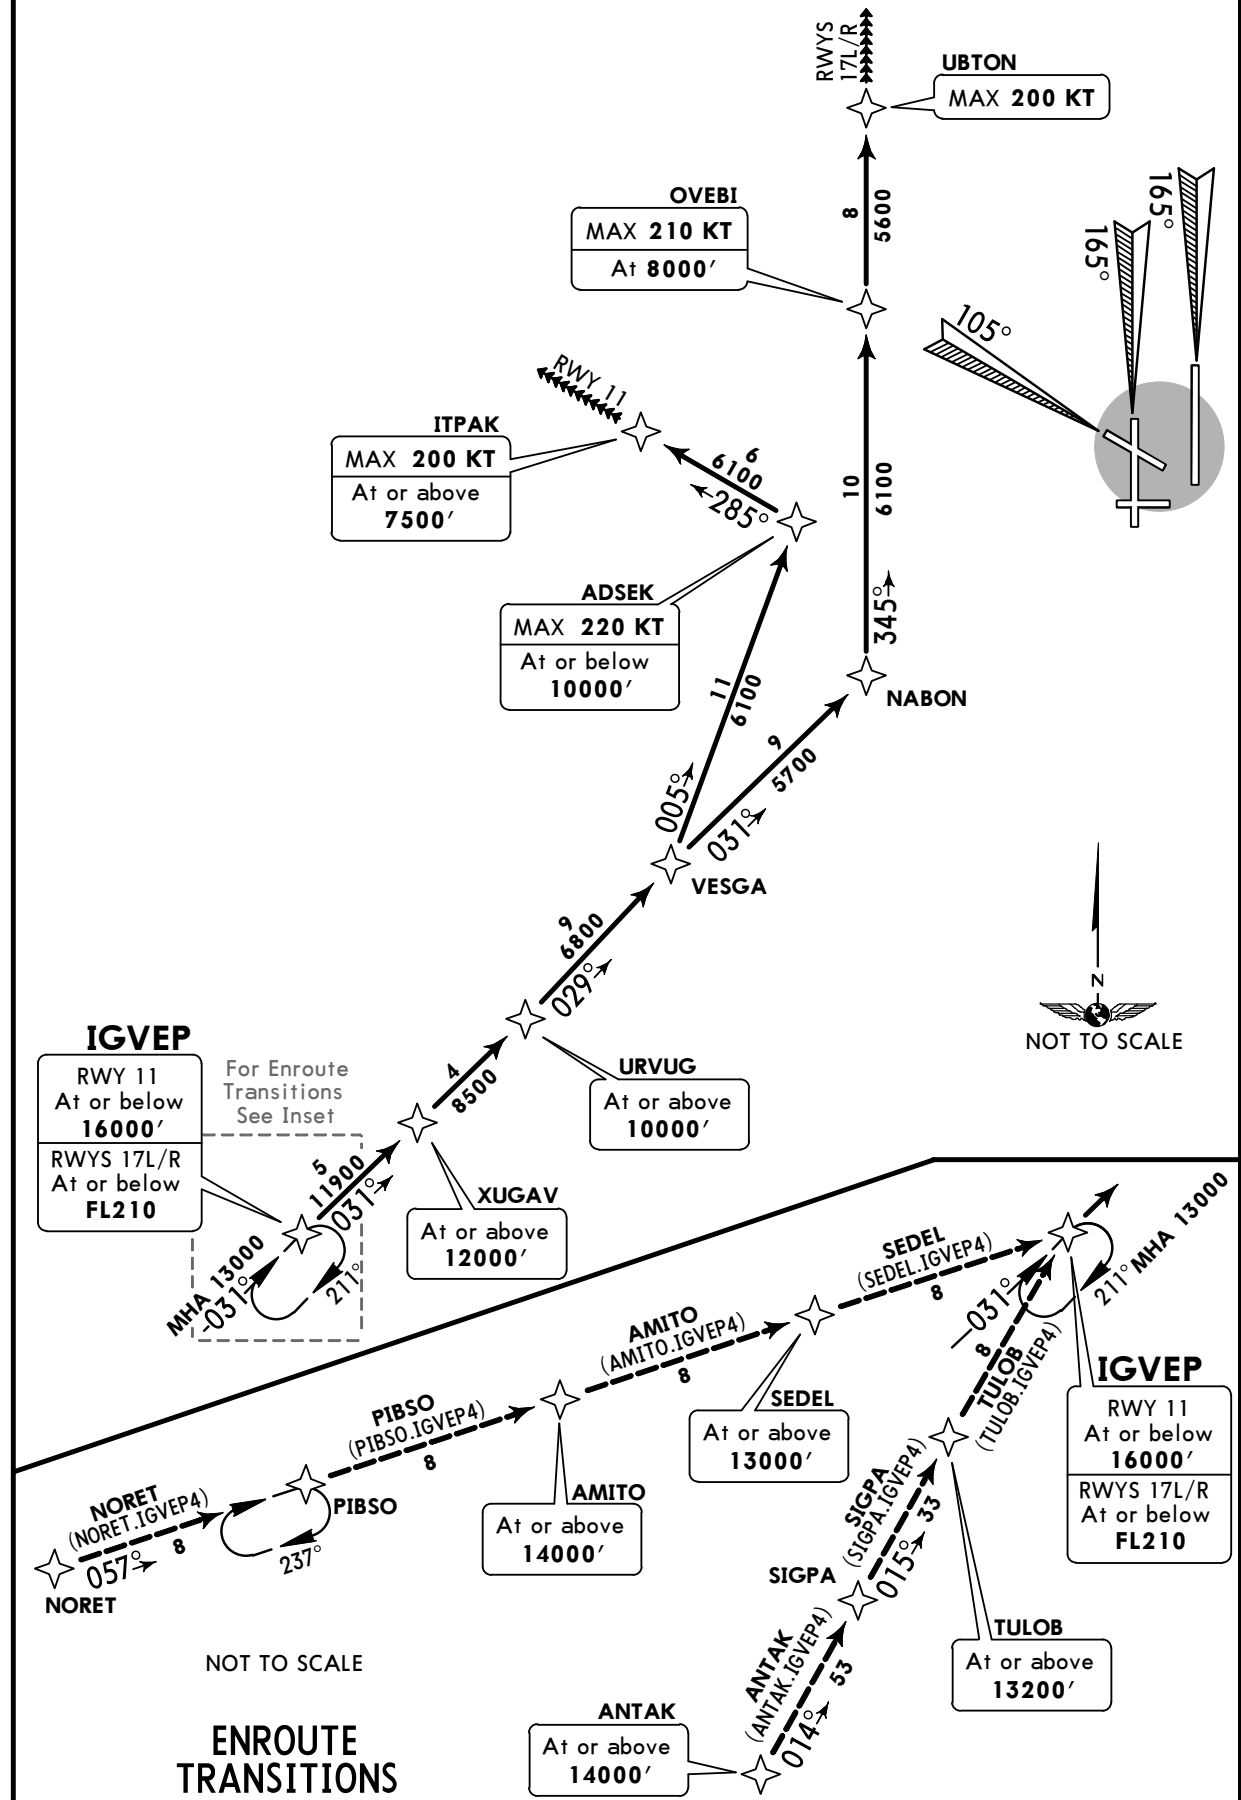 RWYS
17L/R
UBTON
MAX 200 KT
8
5600
OVEBI
MAX 210 KT
At 8000′
165°
165°
105°
RWY 11
ITPAK
MAX 200 KT
At or above
7500′
6
6100
285°
10
6100
345°
ADSEK
MAX 220 KT
At or below
10000′
11
6100
005°
NABON
9
5700
031°
VESGA
9
6800
029°
N
NOT TO SCALE
IGVEP
RWY 11
At or below
16000′
RWYS 17L/R
At or below
FL210
For Enroute
Transitions
See Inset
4
8500
URVUG
At or above
10000′
5
11900
031°
XUGAV
At or above
12000′
MHA 13000
031°
211°
SEDEL
(SEDEL.IGVEP4)
8
031°
211°
MHA 13000
AMITO
(AMITO.IGVEP4)
8
SEDEL
At or above
13000′
8
TULOB
(TULOB.IGVEP4)
IGVEP
RWY 11
At or below
16000′
RWYS 17L/R
At or below
FL210
PIBSO
(PIBSO.IGVEP4)
8
AMITO
At or above
14000′
NORET
(NORET.IGVEP4)
8
057°
NORET
PIBSO
237°
SIGPA
(SIGPA.IGVEP4)
33
015°
SIGPA
TULOB
At or above
13200′
ANTAK
(ANTAK.IGVEP4)
53
014°
ANTAK
At or above
14000′
NOT TO SCALE
ENROUTE
TRANSITIONS